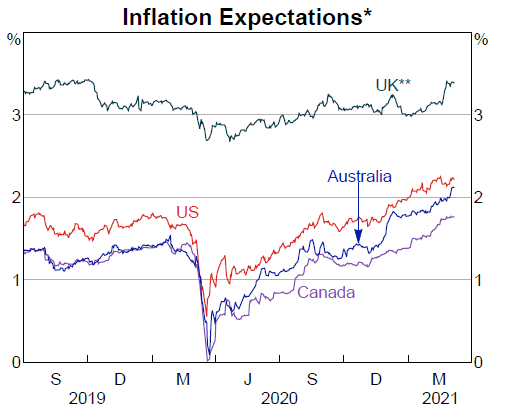 Inflation Expectations*
% %
UK**
3 3
Australia
2 2
US
1 1
Canada
0 0
S D M J S D M
2019 2020 2021